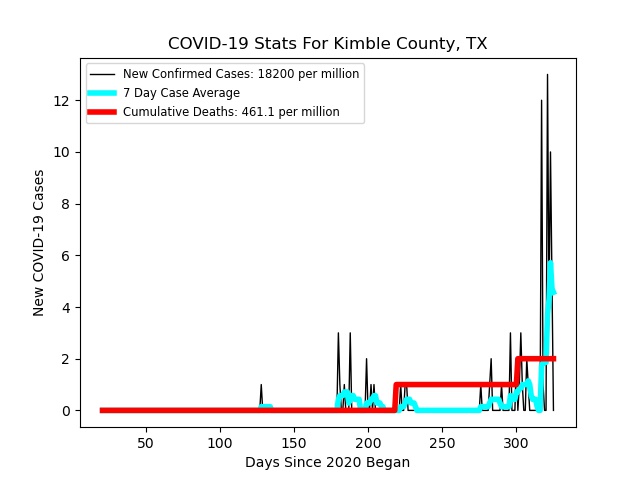 COVID-19 Stats For Kimble County, TX
New Confirmed Cases: 18200 per million
7 Day Case Average
Cumulative Deaths: 461.1 per million
New COVID-19 Cases
12
10
8
6
4
2
0
50
100
150
200
250
300
Days Since 2020 Began